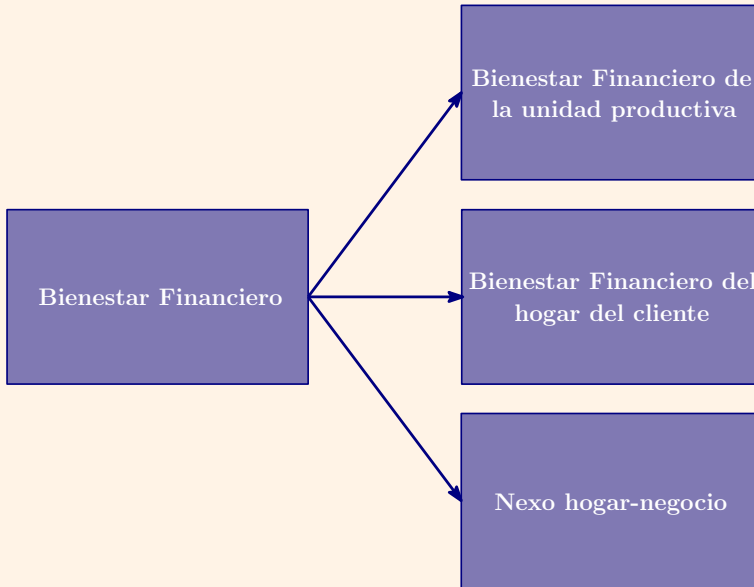 Bienestar Financiero de
la unidad productiva
Bienestar Financiero
Bienestar Financiero del
hogar del cliente
Nexo hogar-negocio